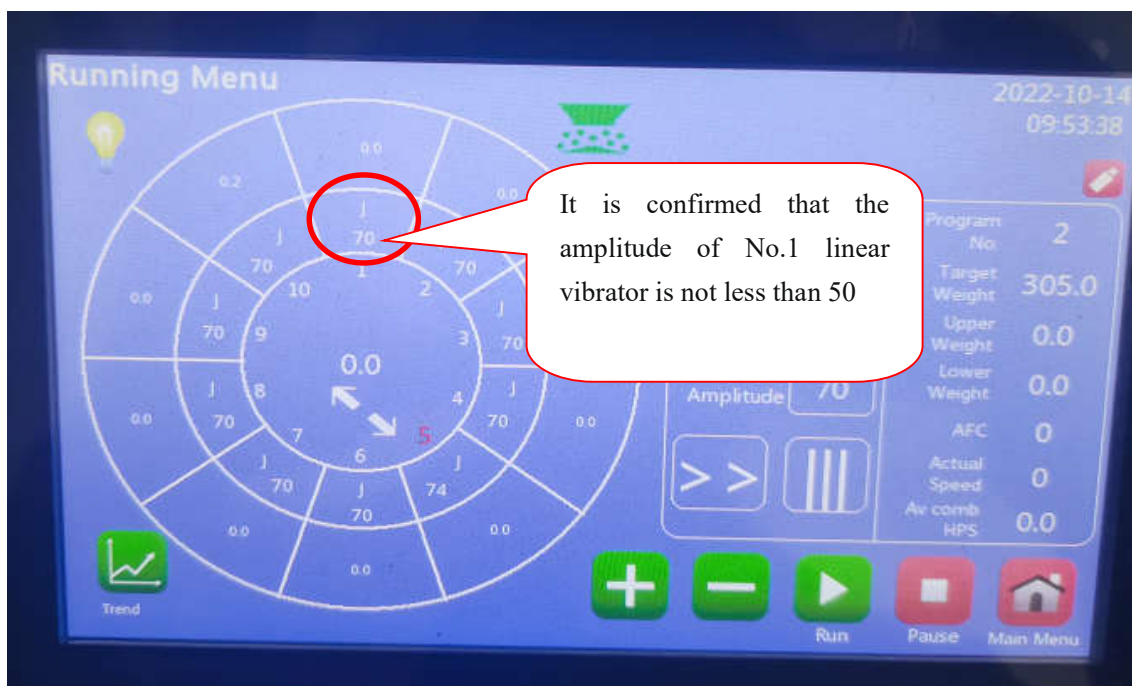 Running Menu
2022-10-14
09:53:38
0.0
0.2
0.0
J
70
J
70
70
J
70
J
70
J
70
J
70
J
70
J
74
J
70
1
2
3
4
5
6
7
8
9
10
0.0
0.0
0.0
0.0
0.0
0.0
0.0
It is confirmed that the
amplitude of No.1 linear
vibrator is not less than 50
Amplitude 70
>>
Program No 2
Target Weight 305.0
Upper Weight 0.0
Lower Weight 0.0
AFC 0
Actual Speed 0
Av comb HPS 0.0
Trend
Run
Pause
Main Menu